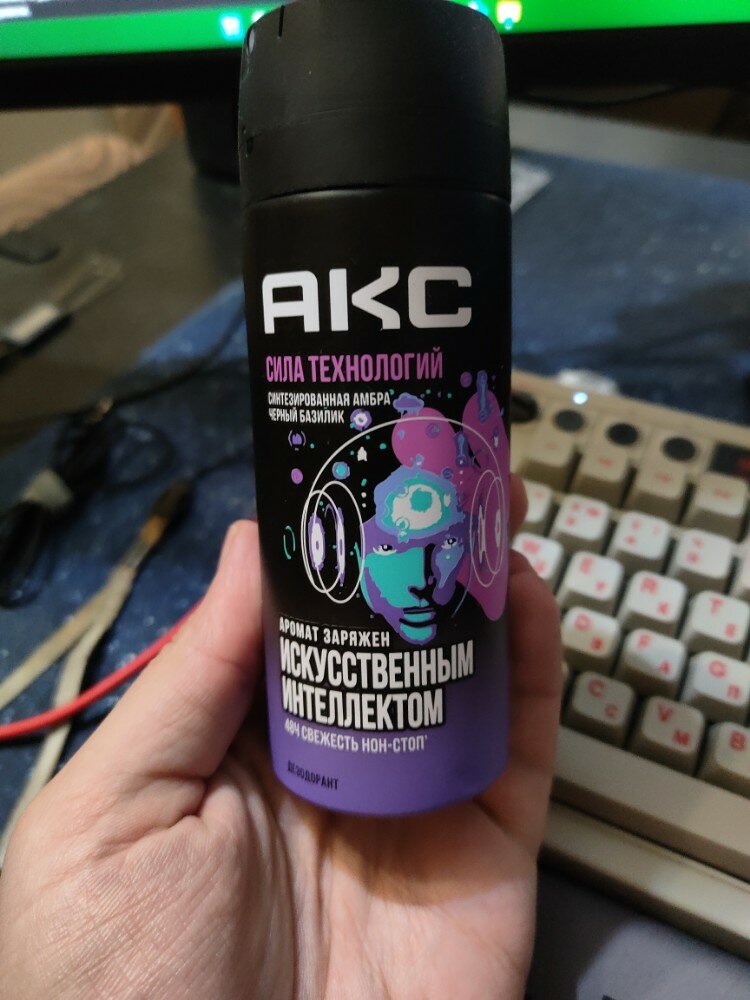 АКС
СИЛА ТЕХНОЛОГИЙ
СИНТЕЗИРОВАННАЯ АМБРА
ЧЕРНЫЙ БАЗИЛИК
АРОМАТ ЗАРЯЖЕН
ИСКУССТВЕННЫМ
ИНТЕЛЛЕКТОМ
48Ч СВЕЖЕСТЬ НОН-СТОП*
ДЕЗОДОРАНТ
E R T
D F G
C V B